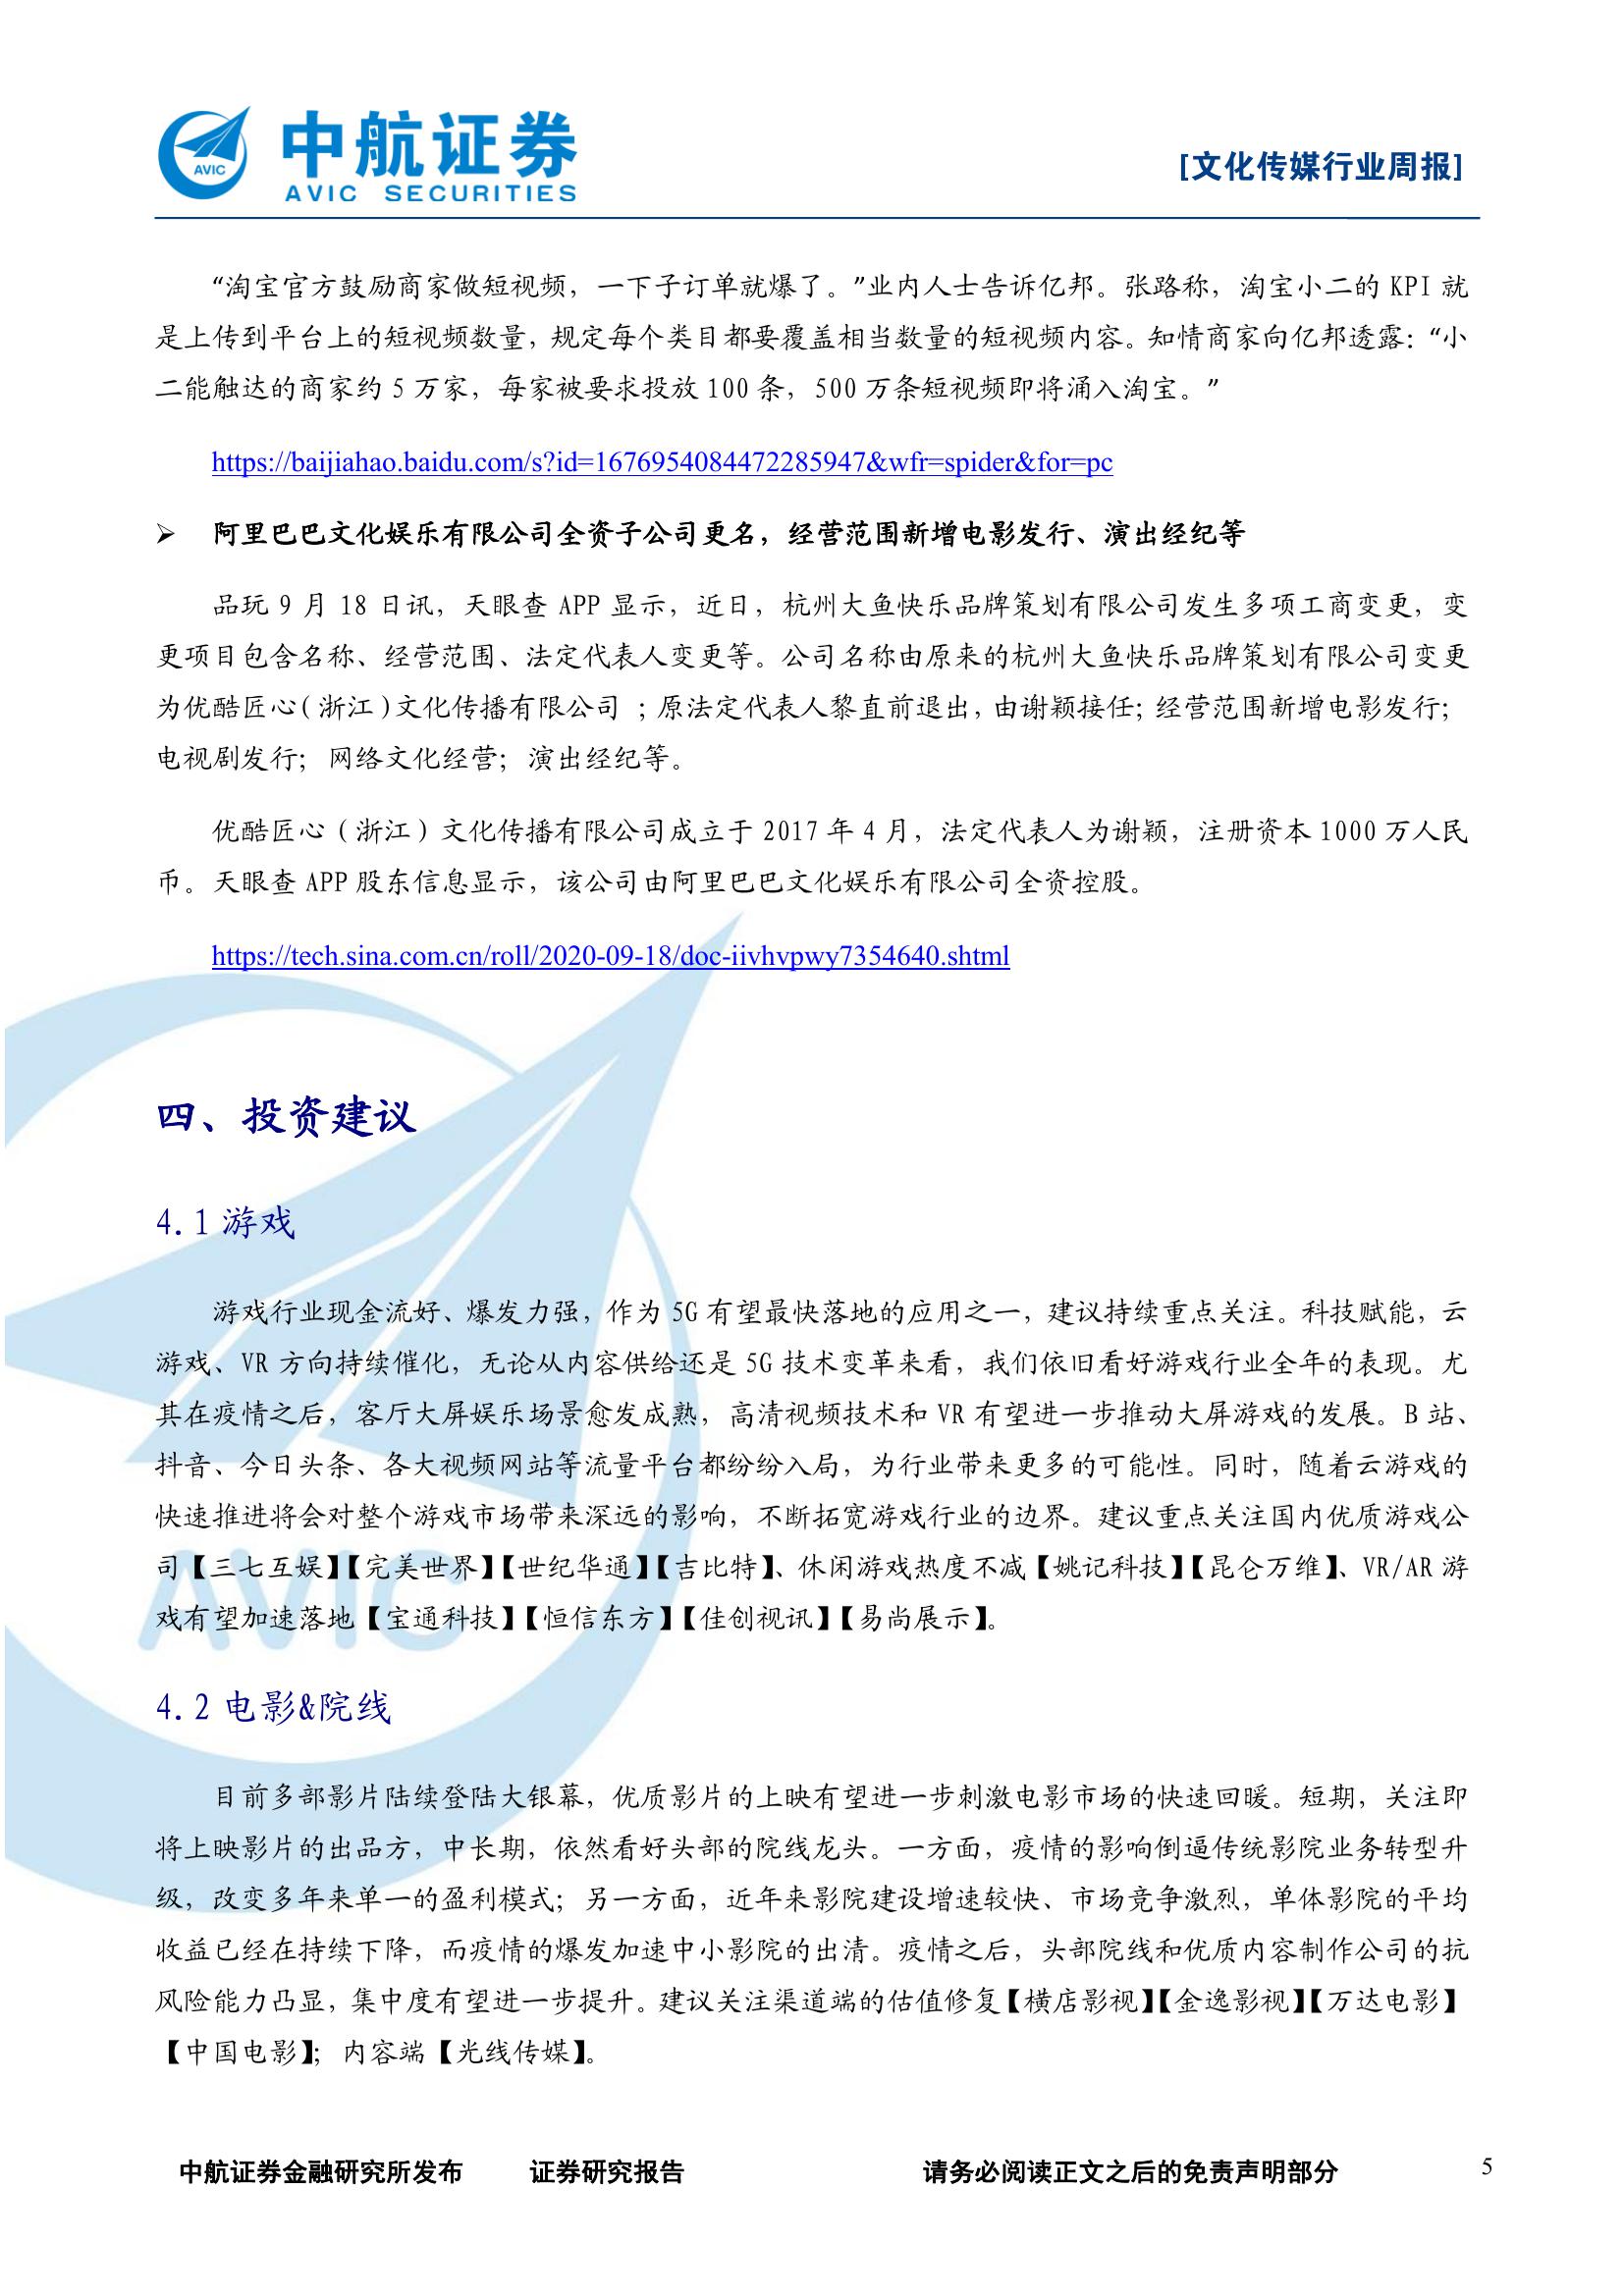 AVIC
中航证券
AVIC SECURITIES
[文化传媒行业周报]
“淘宝官方鼓励商家做短视频，一下子订单就爆了。”业内人士告诉亿邦。张路称，淘宝小二的 KPI 就
是上传到平台上的短视频数量，规定每个类目都要覆盖相当数量的短视频内容。知情商家向亿邦透露：“小
二能触达的商家约 5 万家，每家被要求投放 100 条，500 万条短视频即将涌入淘宝。”
https://baijiahao.baidu.com/s?id=1676954084472285947&wfr=spider&for=pc
➢ 阿里巴巴文化娱乐有限公司全资子公司更名，经营范围新增电影发行、演出经纪等
品玩 9 月 18 日讯，天眼查 APP 显示，近日，杭州大鱼快乐品牌策划有限公司发生多项工商变更，变
更项目包含名称、经营范围、法定代表人变更等。公司名称由原来的杭州大鱼快乐品牌策划有限公司变更
为优酷匠心（浙江）文化传播有限公司 ；原法定代表人黎直前退出，由谢颖接任；经营范围新增电影发行；
电视剧发行；网络文化经营；演出经纪等。
优酷匠心（浙江）文化传播有限公司成立于 2017 年 4 月，法定代表人为谢颖，注册资本 1000 万人民
币。天眼查 APP 股东信息显示，该公司由阿里巴巴文化娱乐有限公司全资控股。
https://tech.sina.com.cn/roll/2020-09-18/doc-iivhvpwy7354640.shtml
四、投资建议
4.1 游戏
游戏行业现金流好、爆发力强，作为 5G 有望最快落地的应用之一，建议持续重点关注。科技赋能，云
游戏、VR 方向持续催化，无论从内容供给还是 5G 技术变革来看，我们依旧看好游戏行业全年的表现。尤
其在疫情之后，客厅大屏娱乐场景愈发成熟，高清视频技术和 VR 有望进一步推动大屏游戏的发展。B 站、
抖音、今日头条、各大视频网站等流量平台都纷纷入局，为行业带来更多的可能性。同时，随着云游戏的
快速推进将会对整个游戏市场带来深远的影响，不断拓宽游戏行业的边界。建议重点关注国内优质游戏公
司【三七互娱】【完美世界】【世纪华通】【吉比特】、休闲游戏热度不减【姚记科技】【昆仑万维】、VR/AR 游
戏有望加速落地【宝通科技】【恒信东方】【佳创视讯】【易尚展示】。
AVIC
4.2 电影&院线
目前多部影片陆续登陆大银幕，优质影片的上映有望进一步刺激电影市场的快速回暖。短期，关注即
将上映影片的出品方，中长期，依然看好头部的院线龙头。一方面，疫情的影响倒逼传统影院业务转型升
级，改变多年来单一的盈利模式；另一方面，近年来影院建设增速较快、市场竞争激烈，单体影院的平均
收益已经在持续下降，而疫情的爆发加速中小影院的出清。疫情之后，头部院线和优质内容制作公司的抗
风险能力凸显，集中度有望进一步提升。建议关注渠道端的估值修复【横店影视】【金逸影视】【万达电影】
【中国电影】；内容端【光线传媒】。
中航证券金融研究所发布 证券研究报告 请务必阅读正文之后的免责声明部分 5